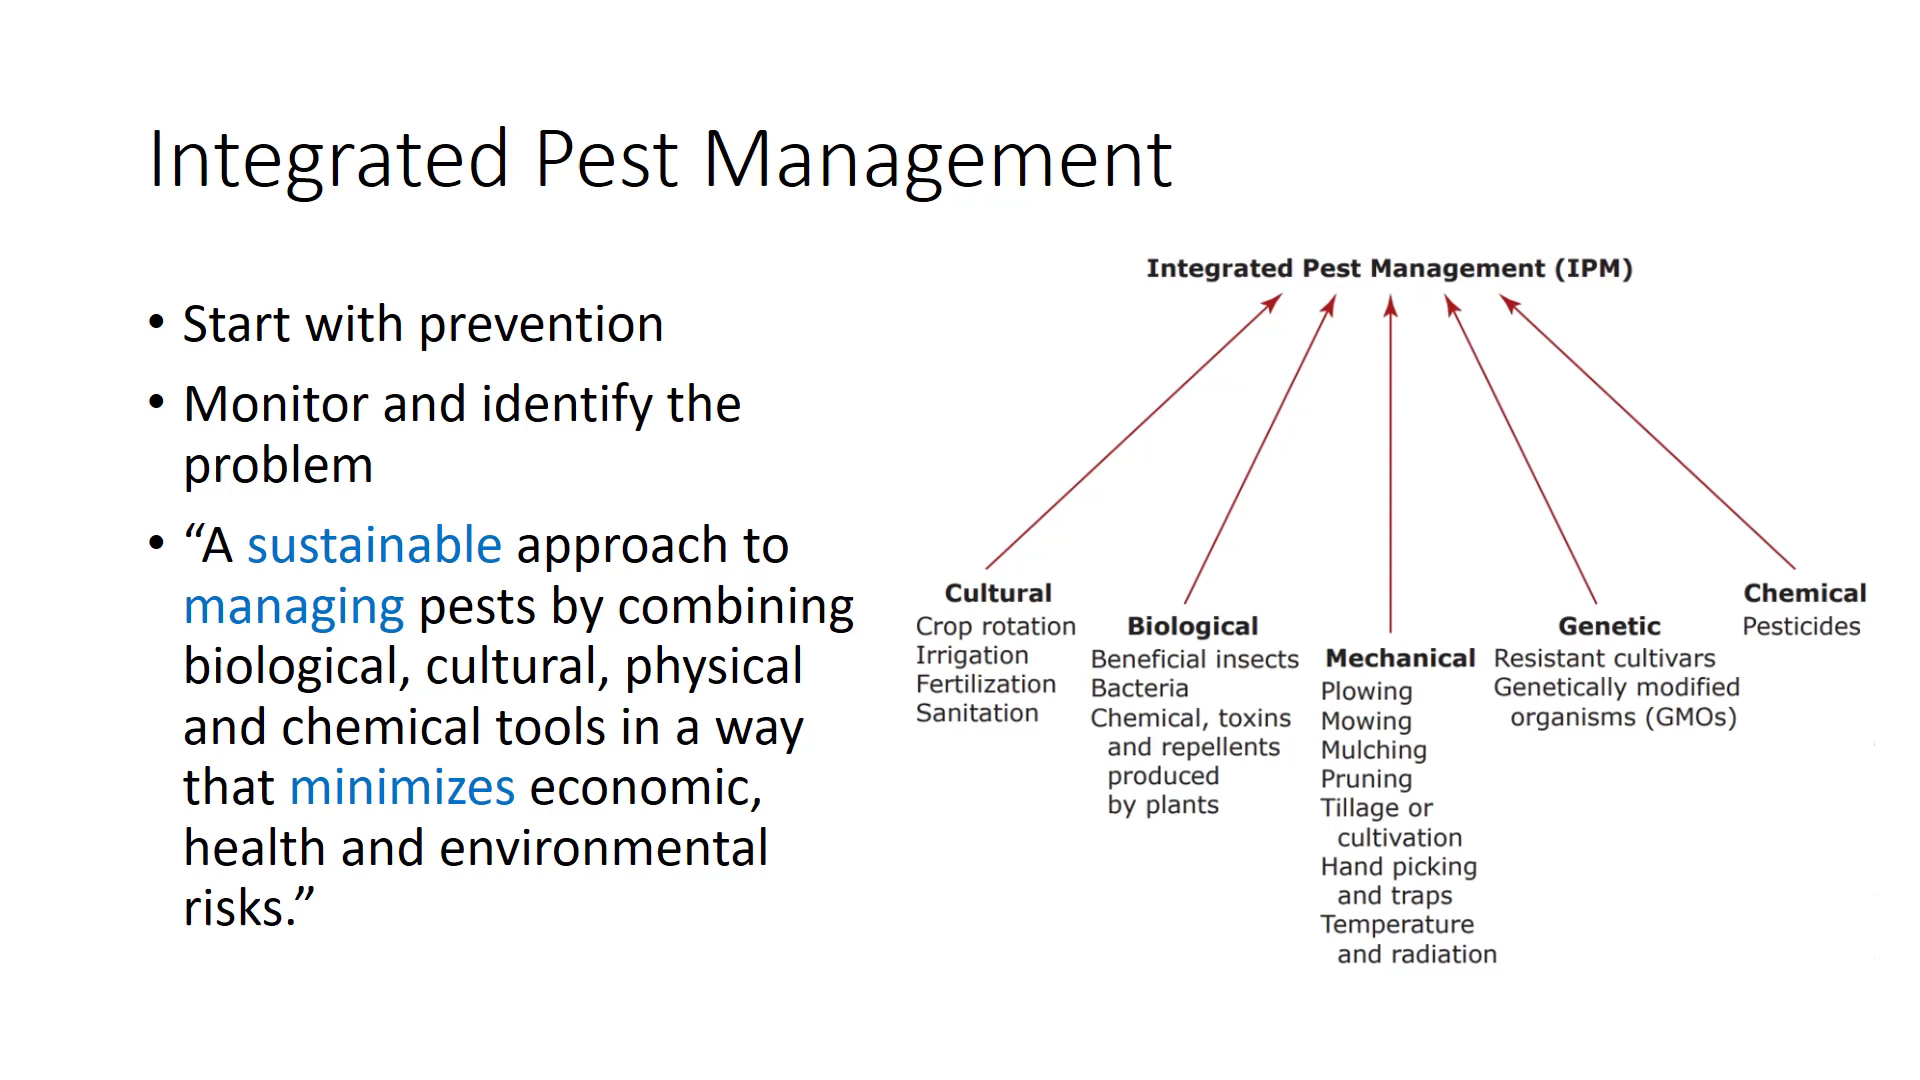 Integrated Pest Management
• Start with prevention
• Monitor and identify the
problem
• “A sustainable approach to
managing pests by combining
biological, cultural, physical
and chemical tools in a way
that minimizes economic,
health and environmental
risks.”
Integrated Pest Management (IPM)
Cultural
Crop rotation
Irrigation
Fertilization
Sanitation
Biological
Beneficial insects
Bacteria
Chemical, toxins
and repellents
produced
by plants
Mechanical
Plowing
Mowing
Mulching
Pruning
Tillage or
cultivation
Hand picking
and traps
Temperature
and radiation
Genetic
Resistant cultivars
Genetically modified
organisms (GMOs)
Chemical
Pesticides